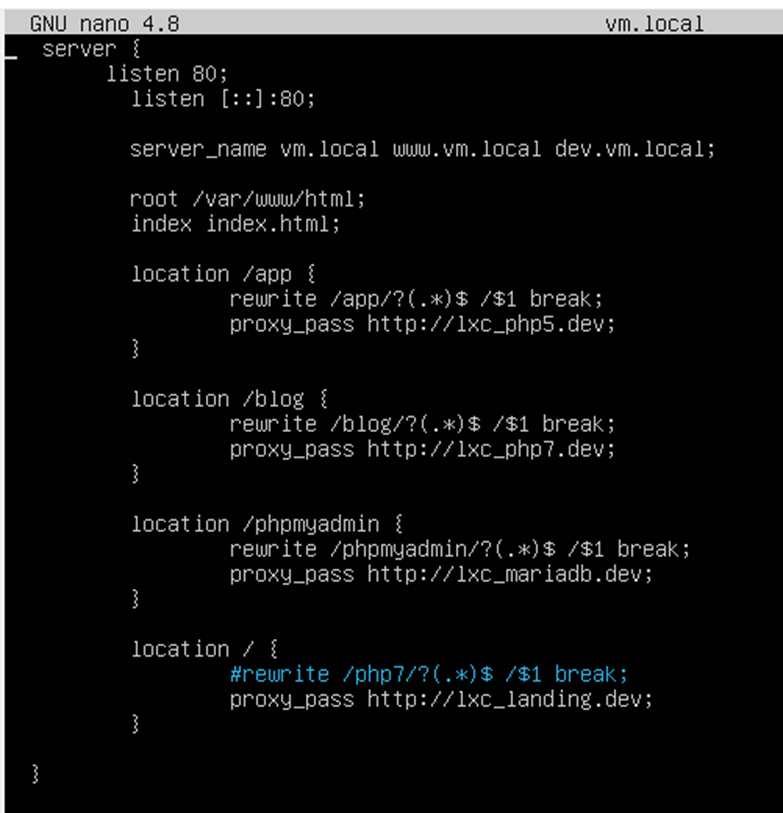 GNU nano 4.8 vm.local
server {
listen 80;
listen [::]:80;
server_name vm.local www.vm.local dev.vm.local;
root /var/www/html;
index index.html;
location /app {
rewrite /app/?(.*)$ /$1 break;
proxy_pass http://lxc_php5.dev;
}
location /blog {
rewrite /blog/?(.*)$ /$1 break;
proxy_pass http://lxc_php7.dev;
}
location /phpmyadmin {
rewrite /phpmyadmin/?(.*)$ /$1 break;
proxy_pass http://lxc_mariadb.dev;
}
location / {
#rewrite /php7/?(.*)$ /$1 break;
proxy_pass http://lxc_landing.dev;
}
}